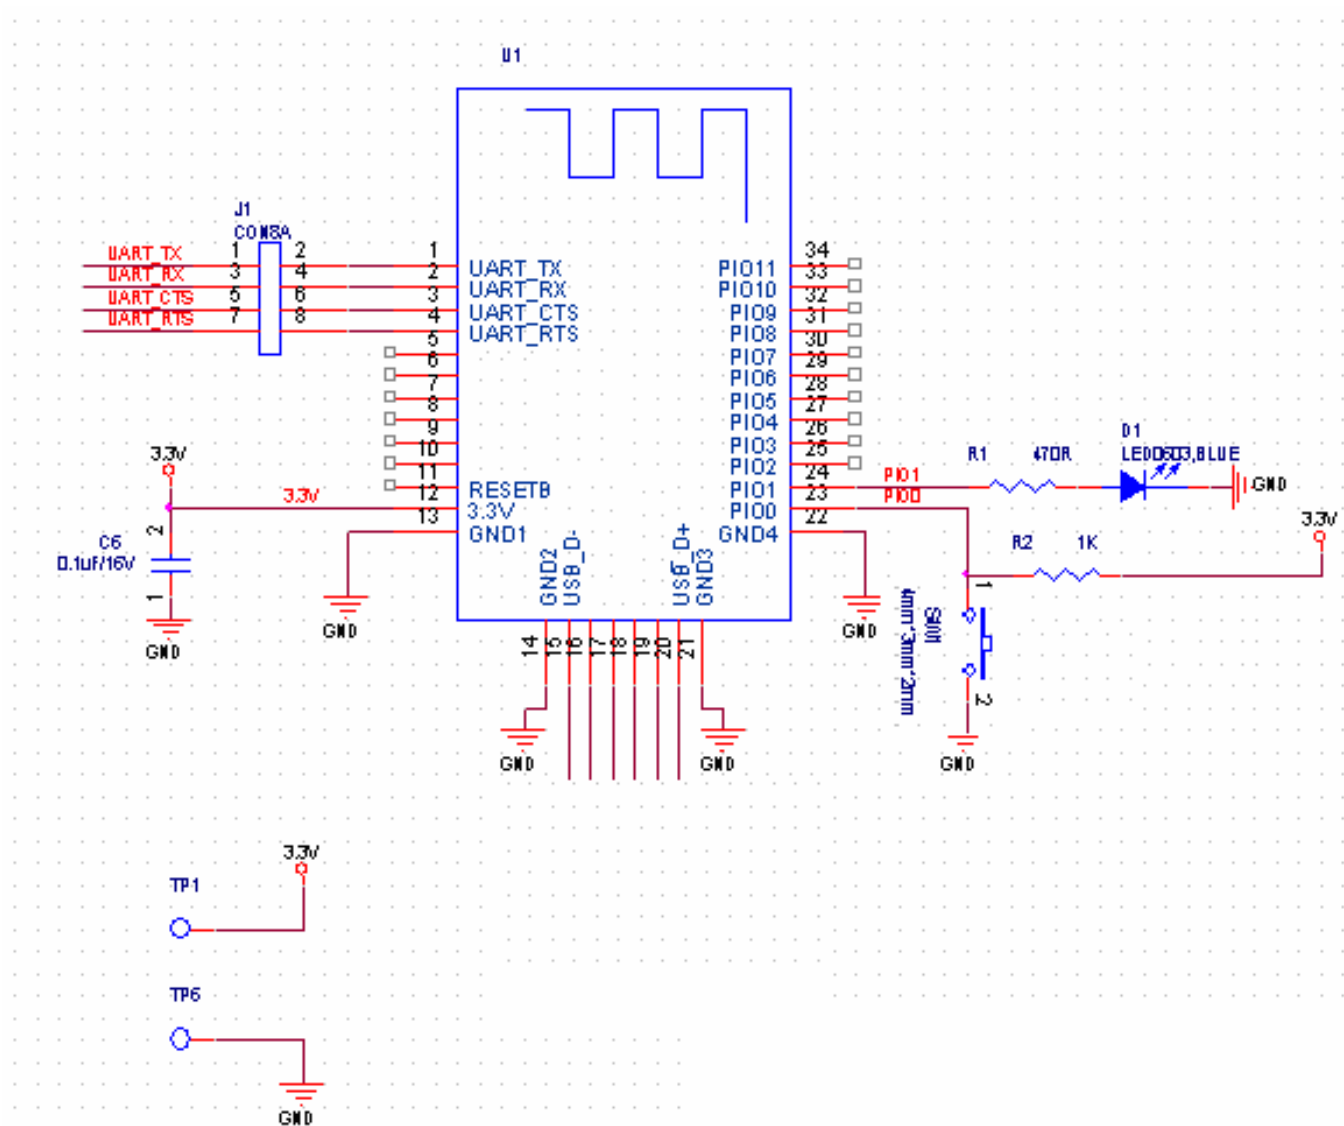 U1
J1
CON8A
UART_TX 1 2
UART_RX 3 4
UART_CTS 5 6
UART_RTS 7 8
1 UART_TX
2 UART_RX
3 UART_CTS
4 UART_RTS
5
6
7
8
9
10
11 RESETB
12 3.3V
13 GND1
34 PIO11
33 PIO10
32 PIO9
31 PIO8
30 PIO7
29 PIO6
28 PIO5
27 PIO4
26 PIO3
25 PIO2
24 PIO1
23 PIO0
22 GND4
GND2
USB_D-
USB_D+
GND3
14
15
16
17
18
19
20
21
3.3V
3.3V
2
C6
0.1uF/16V
1
GND
GND
GND
GND
GND
PIO1
PIO0
R1 470R
D1
LED0603,BLUE
GND
3.3V
R2 1K
1
4mm*3mm*2mm
2
GND
3.3V
TP1
TP6
GND